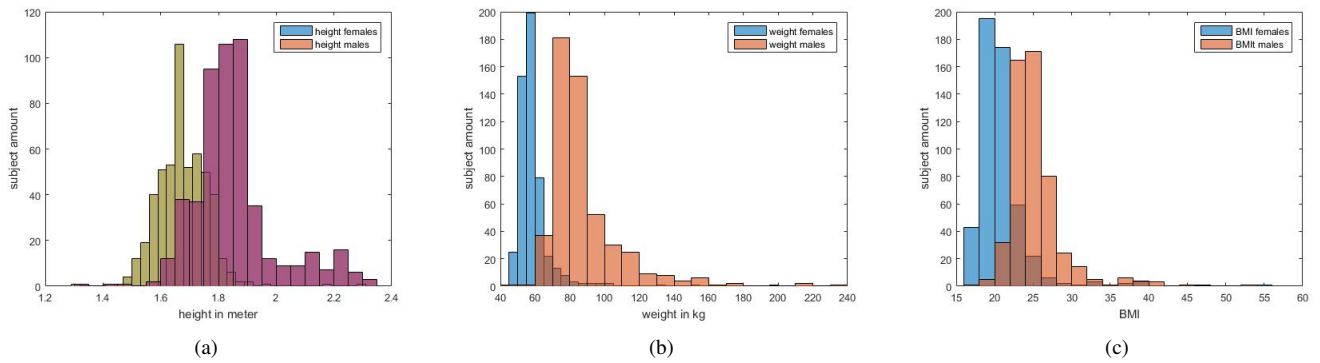 height females
height males
120
100
80
60
40
20
0
subject amount
1.2 1.4 1.6 1.8 2 2.2 2.4
height in meter
(a)
weight females
weight males
200
180
160
140
120
100
80
60
40
20
0
subject amount
40 60 80 100 120 140 160 180 200 220 240
weight in kg
(b)
BMI females
BMIt males
200
180
160
140
120
100
80
60
40
20
0
subject amount
15 20 25 30 35 40 45 50 55 60
BMI
(c)